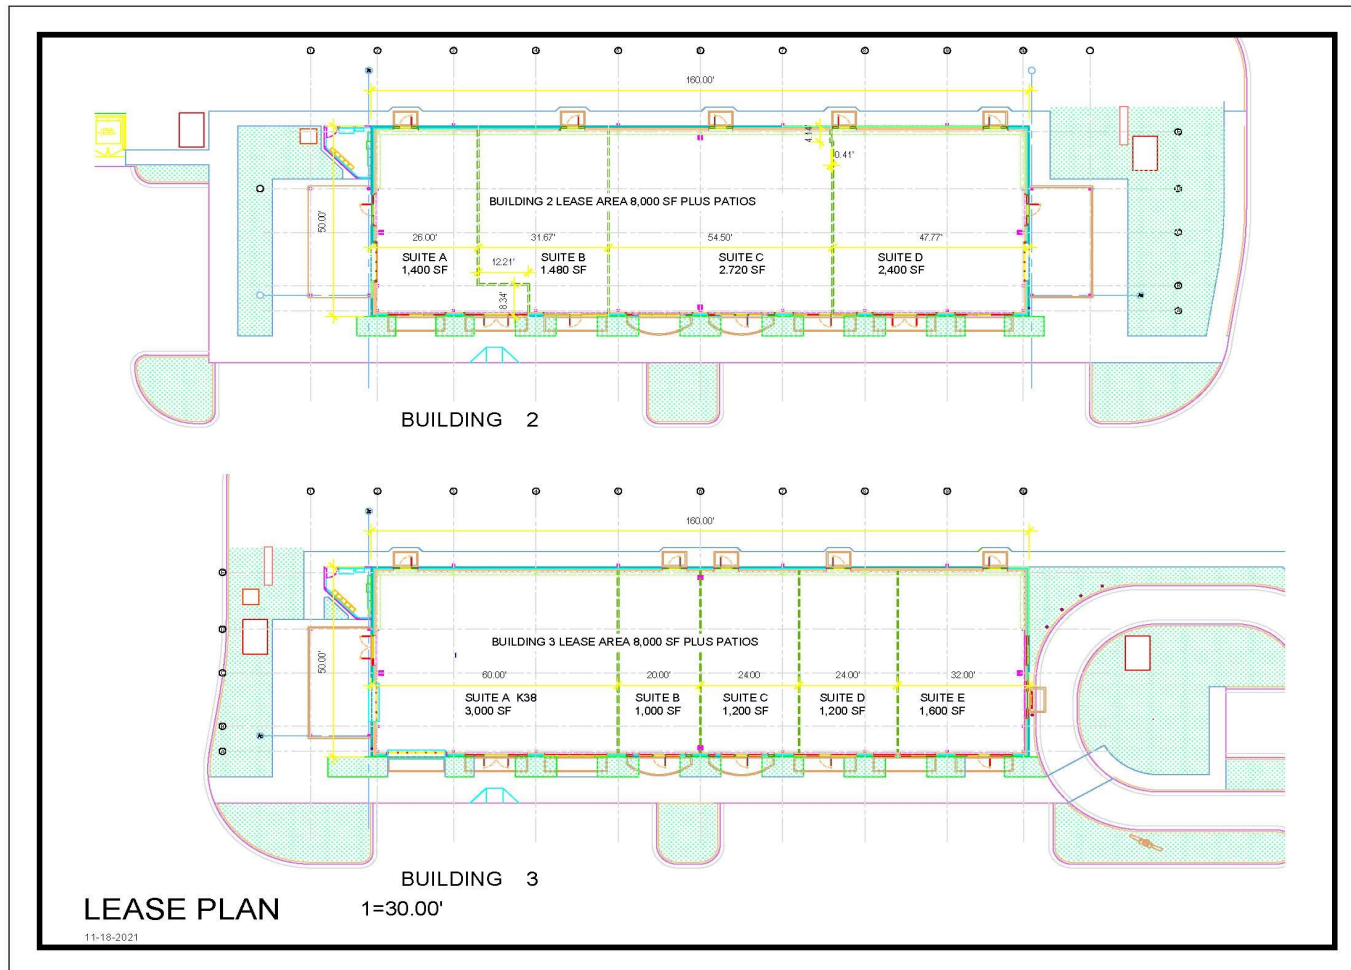 160.00'
4.14'
0.41'
50.00'
BUILDING 2 LEASE AREA 8,000 SF PLUS PATIOS
26.00'
31.67'
54.50'
47.77'
SUITE A
1,400 SF
12.21'
SUITE B
1.480 SF
SUITE C
2.720 SF
SUITE D
2,400 SF
8.34'
BUILDING 2
160.00'
50.00'
BUILDING 3 LEASE AREA 8,000 SF PLUS PATIOS
60.00'
20.00'
24.00
24.00'
32.00'
SUITE A K38
3,000 SF
SUITE B
1,000 SF
SUITE C
1,200 SF
SUITE D
1,200 SF
SUITE E
1,600 SF
BUILDING 3
LEASE PLAN
1=30.00'
11-18-2021